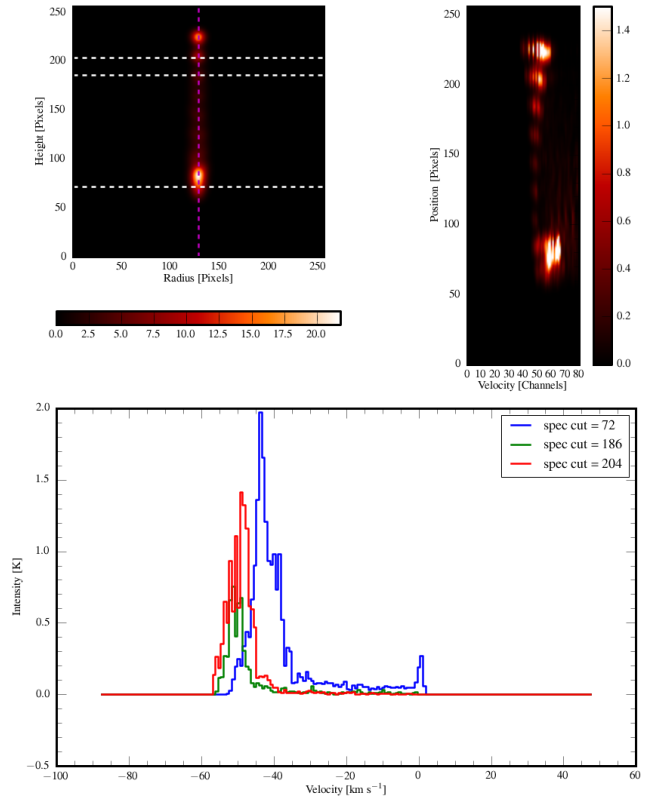 250
200
150
100
50
0
Height [Pixels]
0 50 100 150 200 250
Radius [Pixels]
0.0 2.5 5.0 7.5 10.0 12.5 15.0 17.5 20.0
250
200
150
100
50
0
Position [Pixels]
0 10 20 30 40 50 60 70 80
Velocity [Channels]
1.4
1.2
1.0
0.8
0.6
0.4
0.2
0.0
2.0
1.5
1.0
0.5
0.0
−0.5
Intensity [K]
spec cut = 72
spec cut = 186
spec cut = 204
−100 −80 −60 −40 −20 0 20 40 60
Velocity [km s⁻¹]